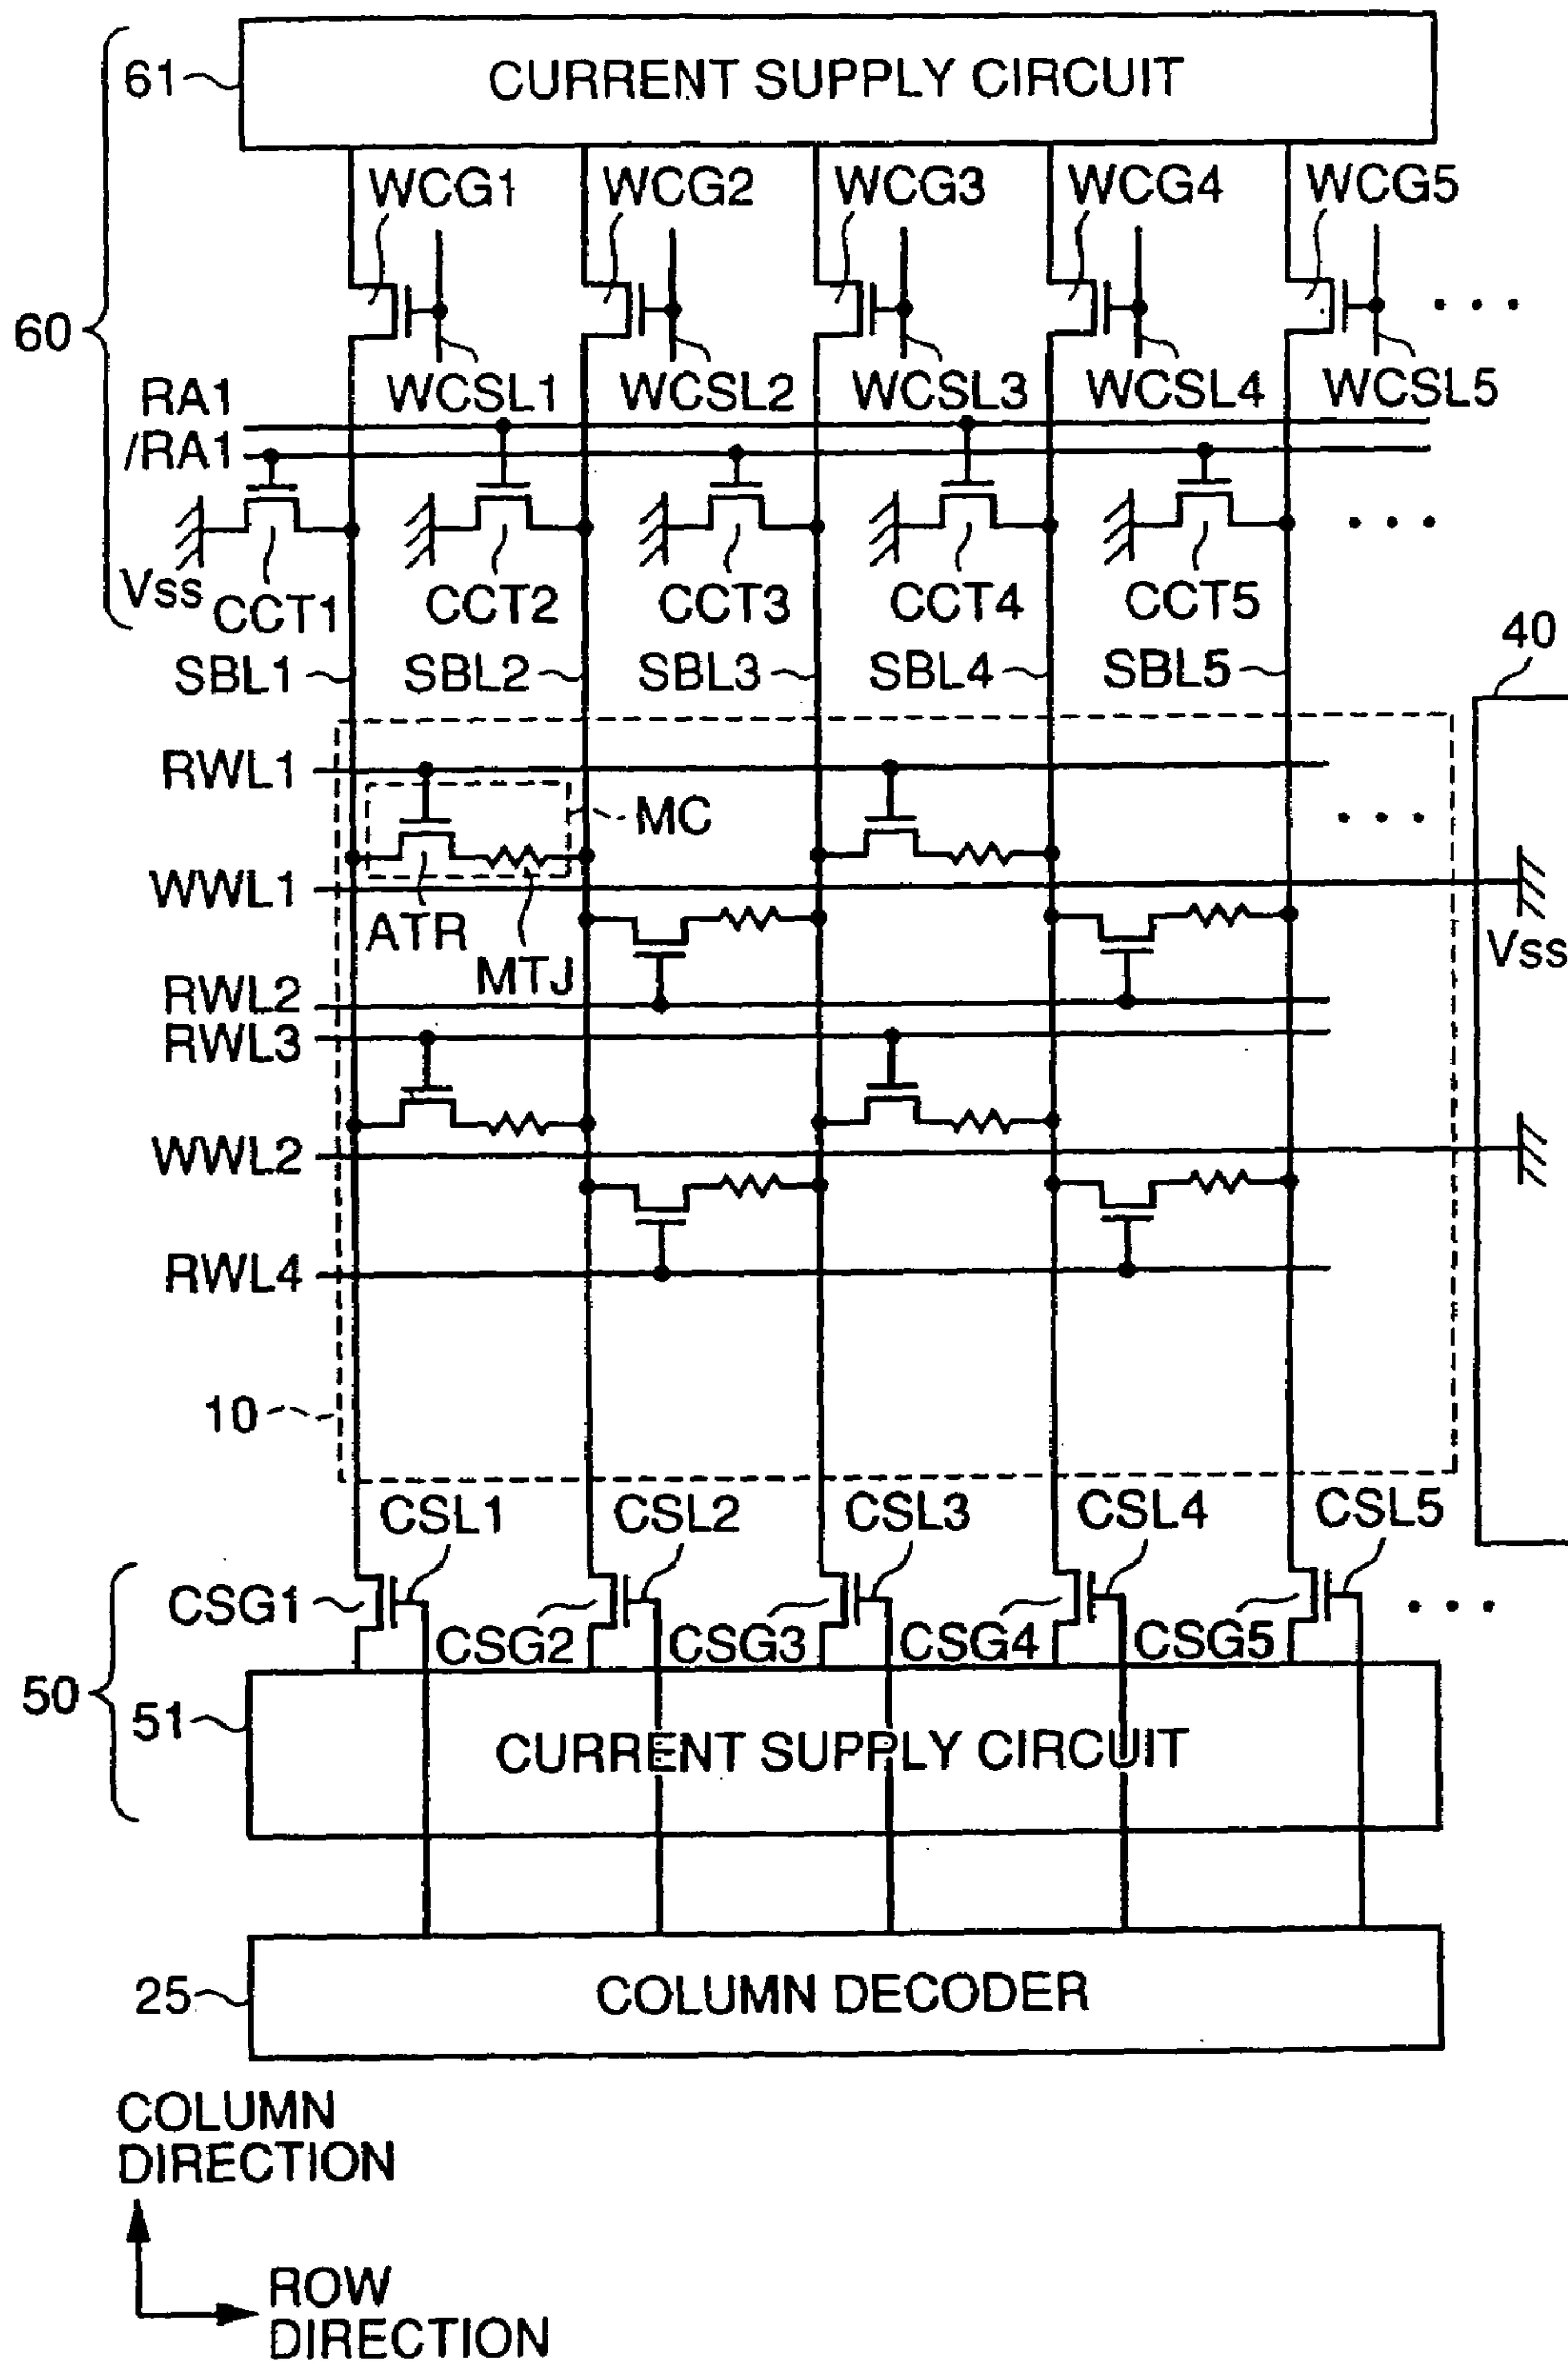 61
CURRENT SUPPLY CIRCUIT
WCG1 WCG2 WCG3 WCG4 WCG5
60
. . .
WCSL1 WCSL2 WCSL3 WCSL4 WCSL5
RA1
/RA1
. . .
Vss CCT1 CCT2 CCT3 CCT4 CCT5
40
SBL1 SBL2 SBL3 SBL4 SBL5
RWL1
MC
. . .
WWL1
ATR
MTJ
Vss
RWL2
RWL3
WWL2
RWL4
10
CSL1 CSL2 CSL3 CSL4 CSL5
CSG1 CSG2 CSG3 CSG4 CSG5
. . .
50
51
CURRENT SUPPLY CIRCUIT
25
COLUMN DECODER
COLUMN
DIRECTION
ROW
DIRECTION